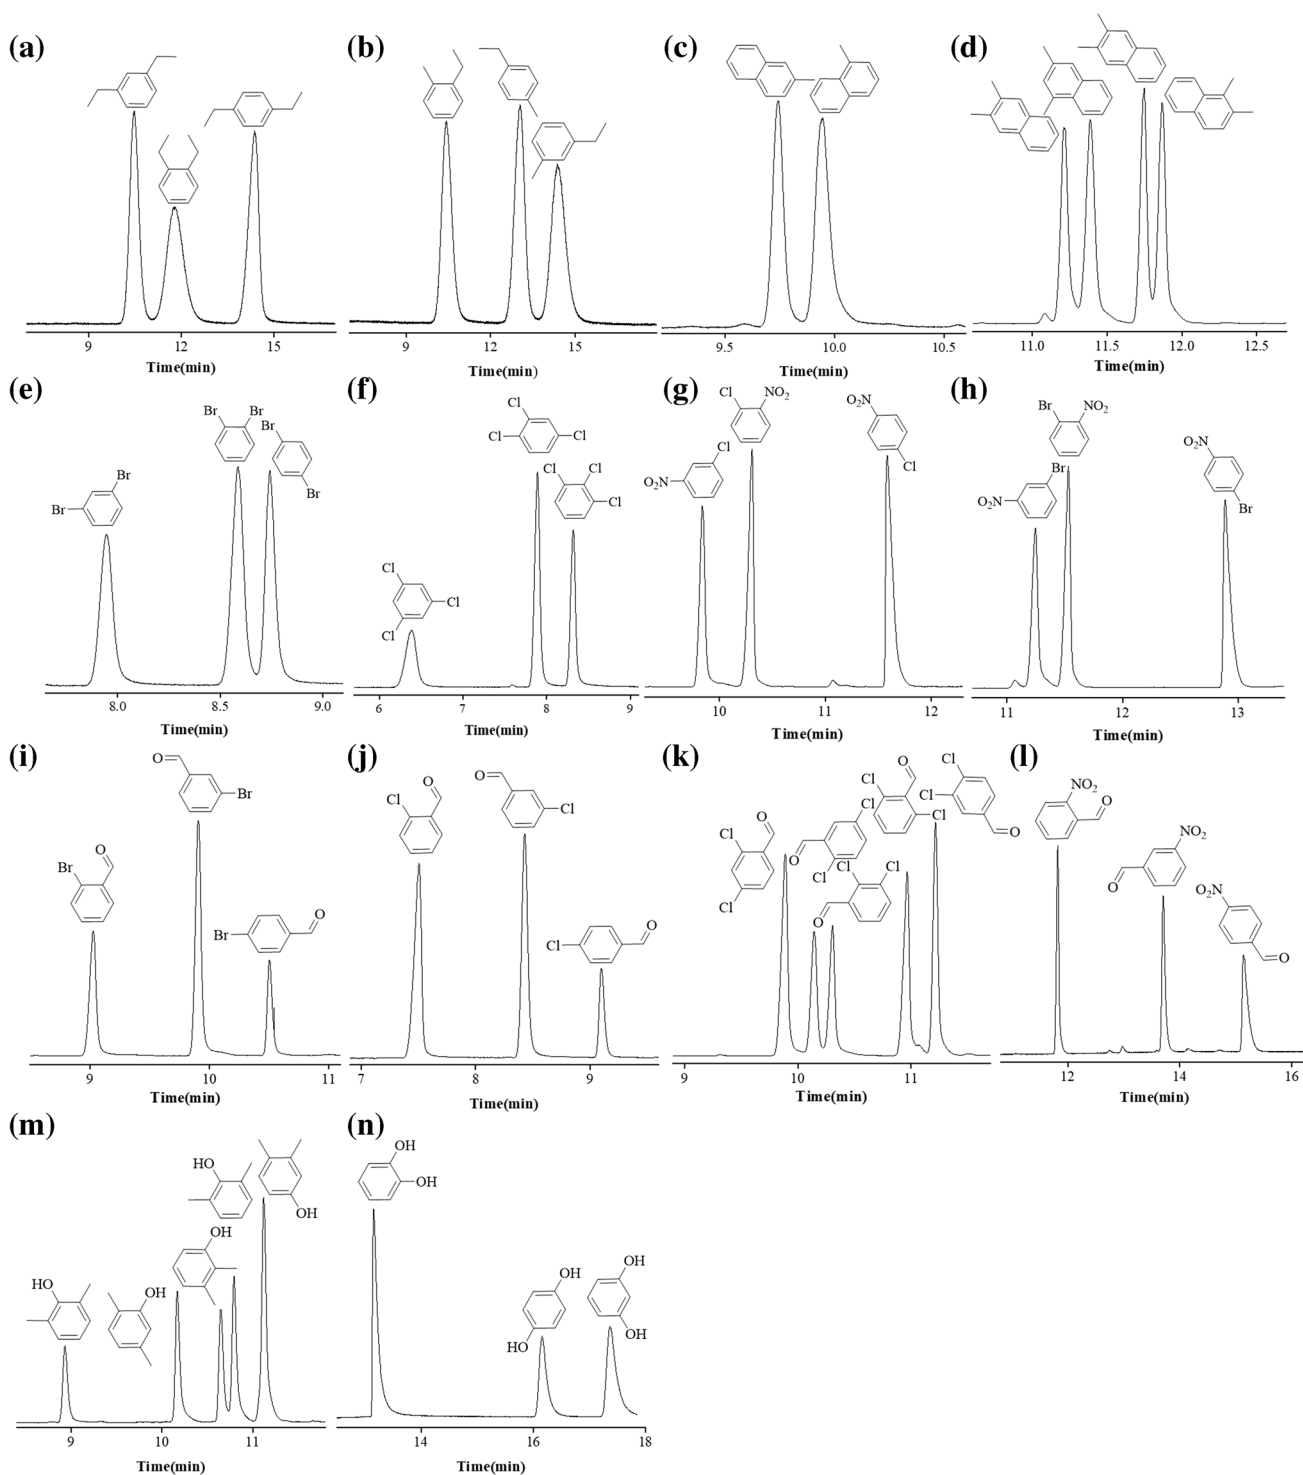 (a) (b) (c) (d)
9 12 15 9 12 15 9.5 10.0 10.5 11.0 11.5 12.0 12.5
Time(min) Time(min) Time(min) Time(min)
(e) (f) (g) (h)
Br Br Br Br Br Br
Cl Cl Cl Cl Cl Cl Cl Cl Cl
O₂N Cl Cl NO₂ O₂N Cl
O₂N Br Br NO₂ O₂N Br
8.0 8.5 9.0 6 7 8 9 10 11 12 11 12 13
Time(min) Time(min) Time(min) Time(min)
(i) (j) (k) (l)
Br O O Br Br O
Cl O O Cl Cl O
Cl O Cl O Cl Cl O Cl Cl Cl O Cl Cl Cl O
NO₂ O O NO₂ O₂N O
9 10 11 7 8 9 9 10 11 12 14 16
Time(min) Time(min) Time(min) Time(min)
(m) (n)
HO OH OH HO OH
OH OH OH HO OH OH
9 10 11 14 16 18
Time(min) Time(min)